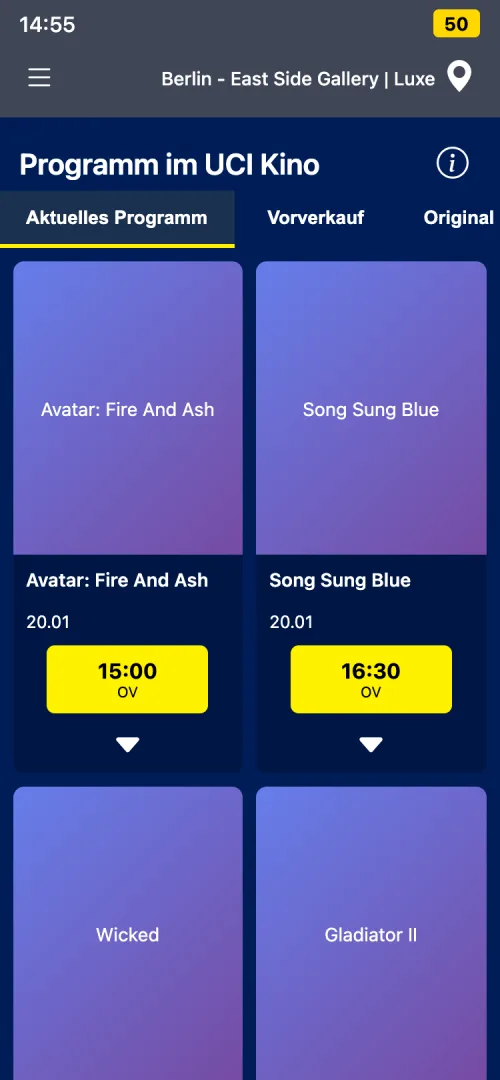 14:55
50
Berlin - East Side Gallery | Luxe
Programm im UCI Kino
i
Aktuelles Programm
Vorverkauf
Original
Avatar: Fire And Ash
Song Sung Blue
Avatar: Fire And Ash
Song Sung Blue
20.01
20.01
15:00
OV
16:30
OV
Wicked
Gladiator II